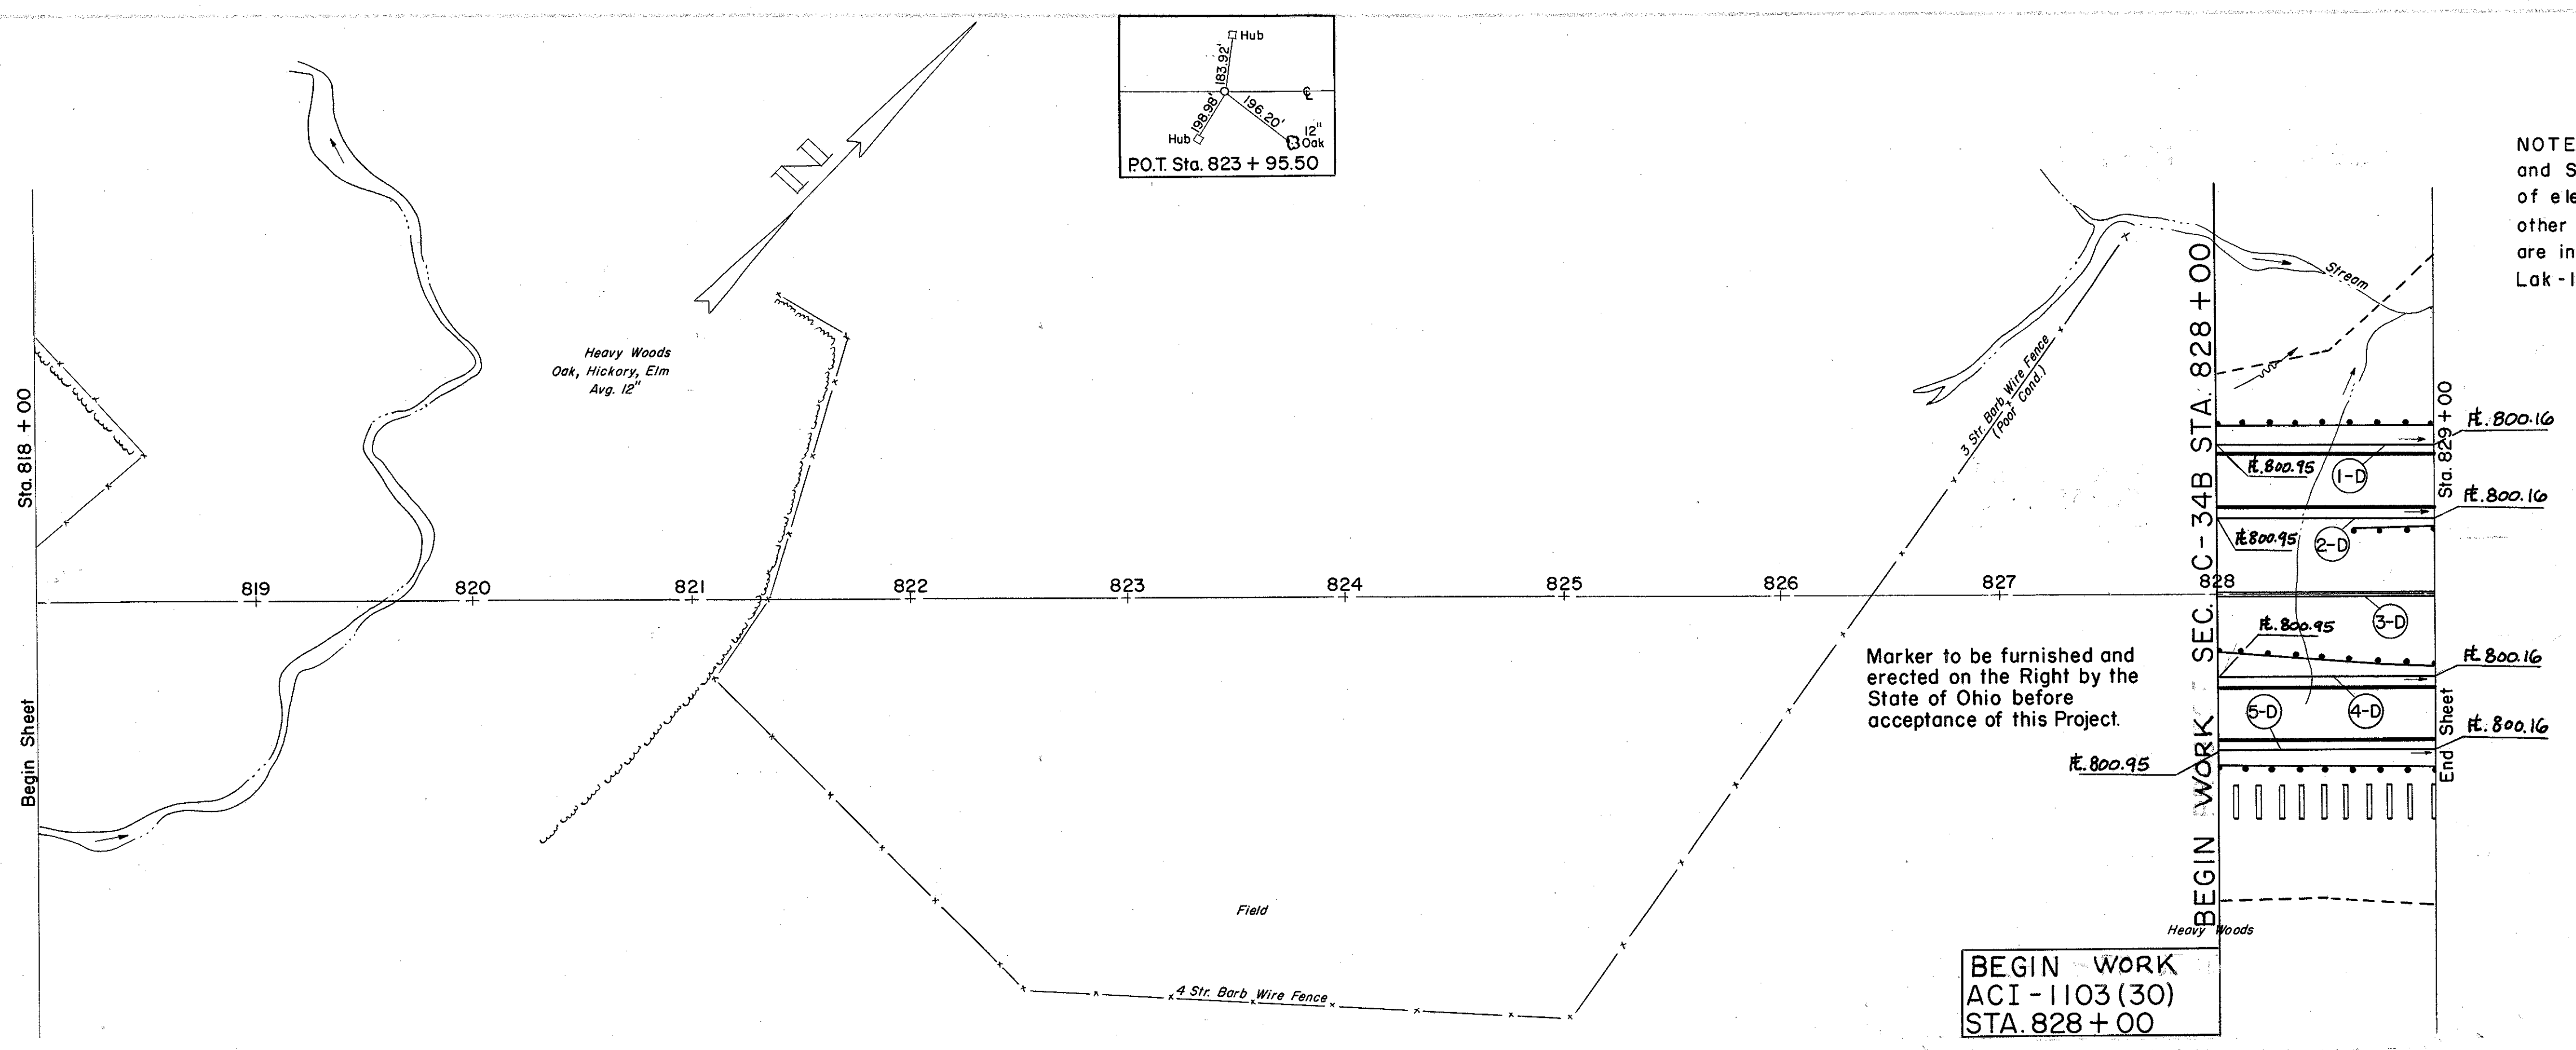 Hub
183.92'
℄
198.98'
196.20'
Hub
12"
Oak
P.O.T. Sta. 823 + 95.50
N
NOTE
and S
of ele
other
are in
Lak-1
Heavy Woods
Oak, Hickory, Elm
Avg. 12"
Stream
3 Str. Barb Wire Fence
(Poor Cond.)
Sta. 818 + 00
Begin Sheet
BEGIN WORK SEC. C-34B STA. 828+00
Sta. 829+00
End Sheet
℄.800.16
℄.800.95
1-D
℄.800.16
℄800.95
2-D
819
820
821
822
823
824
825
826
827
828
3-D
℄.800.95
℄.800.16
Marker to be furnished and
erected on the Right by the
State of Ohio before
acceptance of this Project.
5-D
4-D
℄.800.16
℄.800.95
Field
Heavy Woods
4 Str. Barb Wire Fence
BEGIN WORK
ACI-1103(30)
STA. 828+00